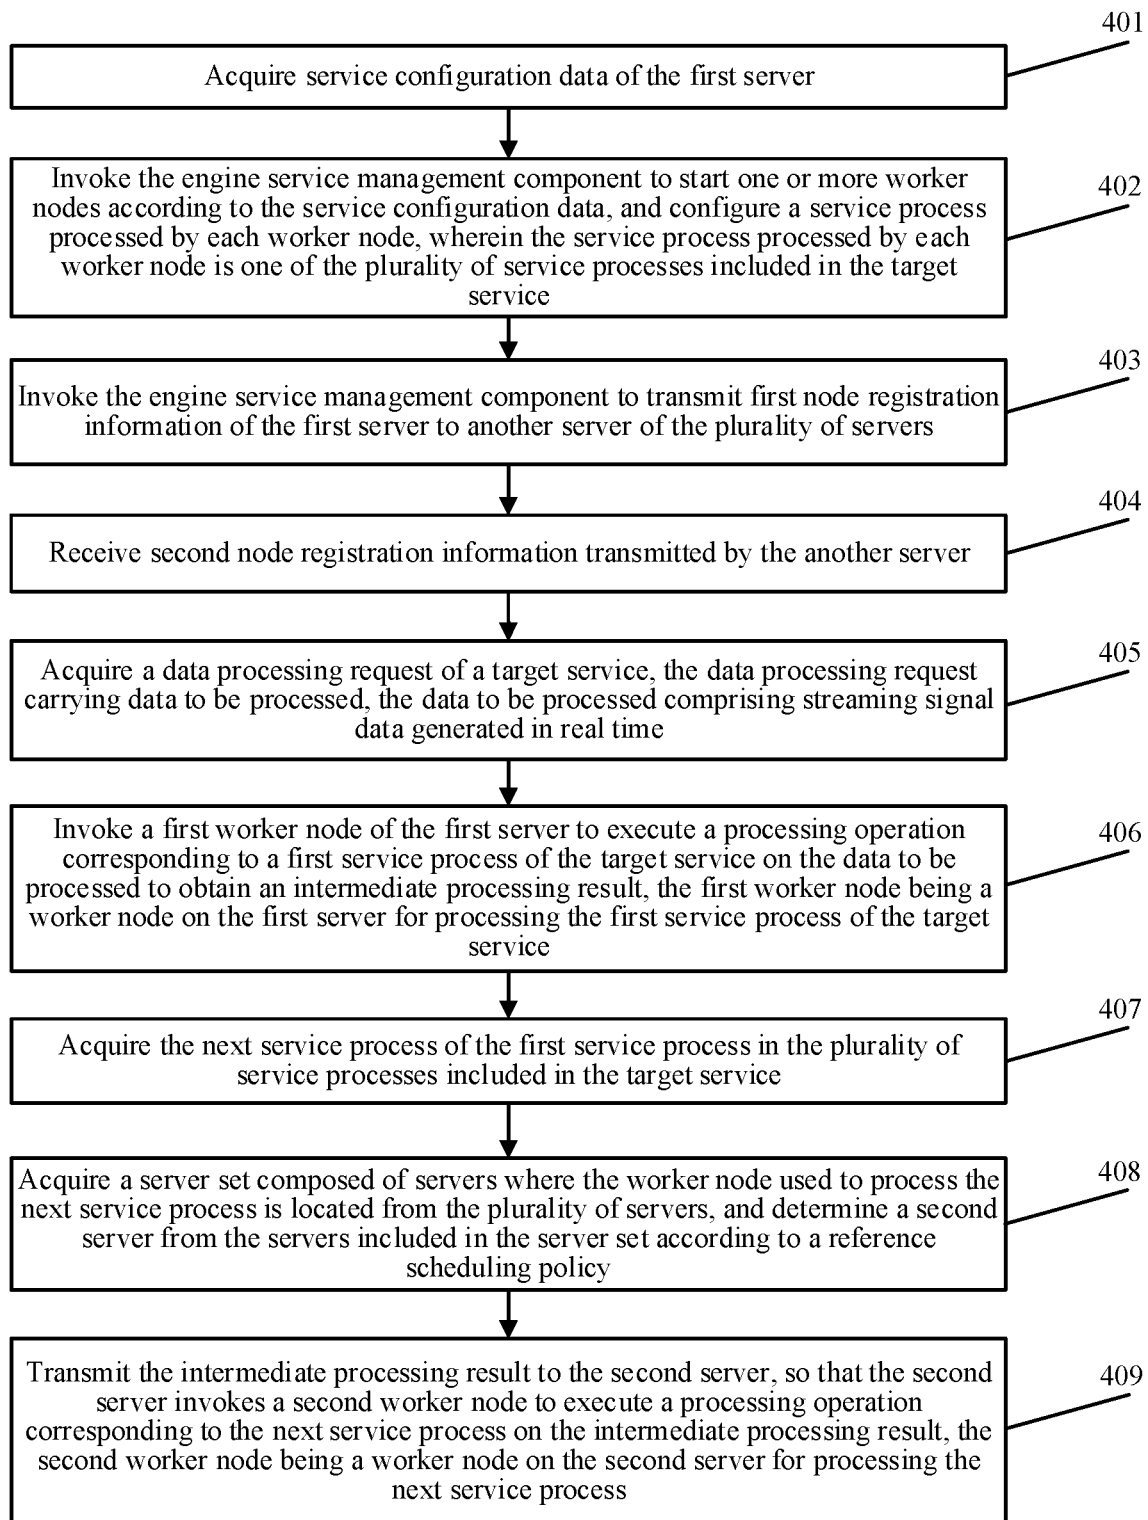 401
Acquire service configuration data of the first server
402
Invoke the engine service management component to start one or more worker
nodes according to the service configuration data, and configure a service process
processed by each worker node, wherein the service process processed by each
worker node is one of the plurality of service processes included in the target
service
403
Invoke the engine service management component to transmit first node registration
information of the first server to another server of the plurality of servers
404
Receive second node registration information transmitted by the another server
405
Acquire a data processing request of a target service, the data processing request
carrying data to be processed, the data to be processed comprising streaming signal
data generated in real time
406
Invoke a first worker node of the first server to execute a processing operation
corresponding to a first service process of the target service on the data to be
processed to obtain an intermediate processing result, the first worker node being a
worker node on the first server for processing the first service process of the target
service
407
Acquire the next service process of the first service process in the plurality of
service processes included in the target service
408
Acquire a server set composed of servers where the worker node used to process the
next service process is located from the plurality of servers, and determine a second
server from the servers included in the server set according to a reference
scheduling policy
409
Transmit the intermediate processing result to the second server, so that the second
server invokes a second worker node to execute a processing operation
corresponding to the next service process on the intermediate processing result, the
second worker node being a worker node on the second server for processing the
next service process